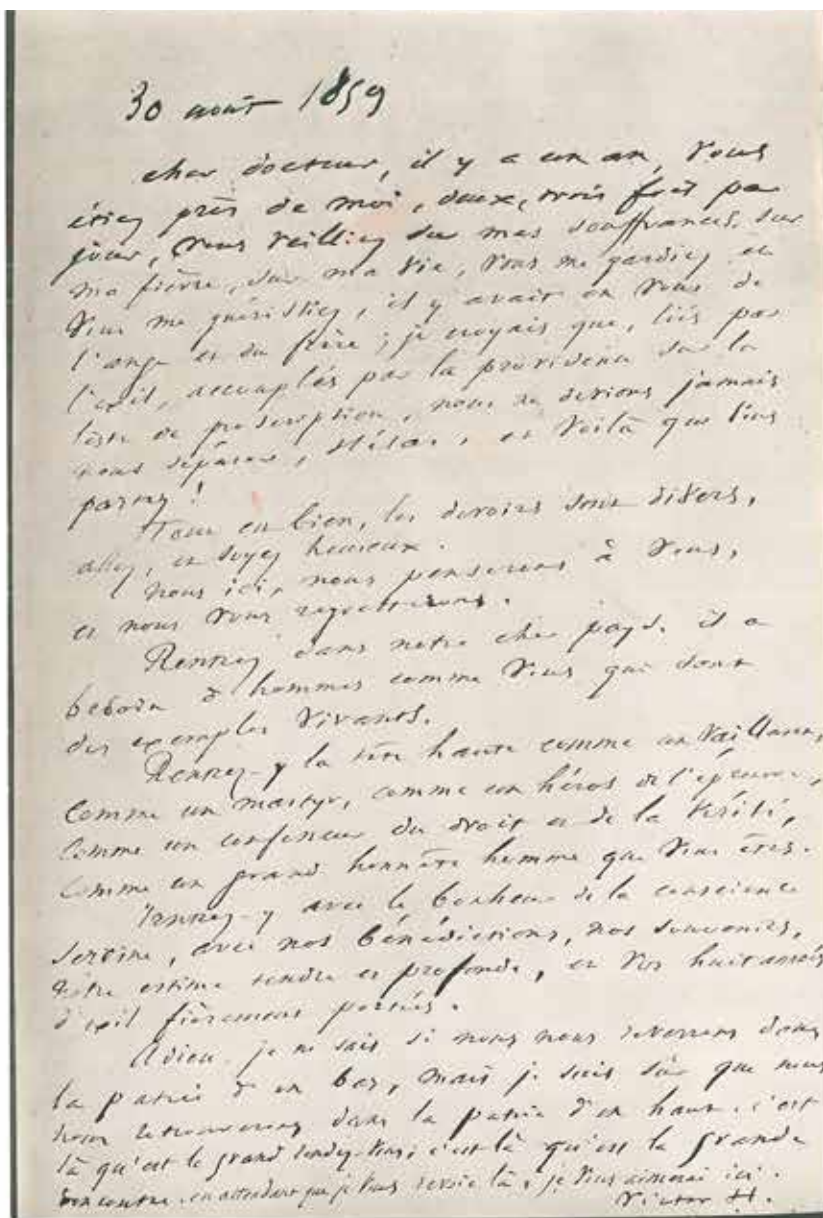 30 août 1859
cher docteur, il y a un an, vous
étiez près de moi, deux, trois fois par
jour, vous veilliez sur mes souffrances, sur
ma fièvre, sur ma vie, vous me gardiez et
vous me guérissiez, il y avait en vous de
l'ange et du frère ; je croyais que, liés par
l'exil, accouplés par la providence sur la
liste de proscription, nous ne devions jamais
nous séparer, hélas, et voilà que vous
partez !
Tout est bien, les devoirs sont divers,
allez, et soyez heureux.
Nous ici, nous penserons à vous,
et nous vous regretterons.
Rentrez dans notre cher pays. il a
besoin d'hommes comme vous qui sont
des exemples vivants.
Rentrez-y la tête haute comme un vaillant,
comme un martyr, comme un héros de l'épreuve,
comme un confesseur du droit et de la vérité,
comme un grand honnête homme que vous êtes.
Rentrez-y avec le bonheur de la conscience
sereine, avec nos bénédictions, nos souvenirs,
notre estime tendre et profonde, et vos huit années
d'exil fièrement portées.
Adieu. je ne sais si nous nous reverrons dans
la patrie d'en bas, mais je suis sûr que nous
nous retrouverons dans la patrie d'en haut. c'est
là qu'est le grand rendez-vous, c'est là qu'est la grande
rencontre. en attendant que je vous revoie là, je vous aimerai ici.
Victor H.